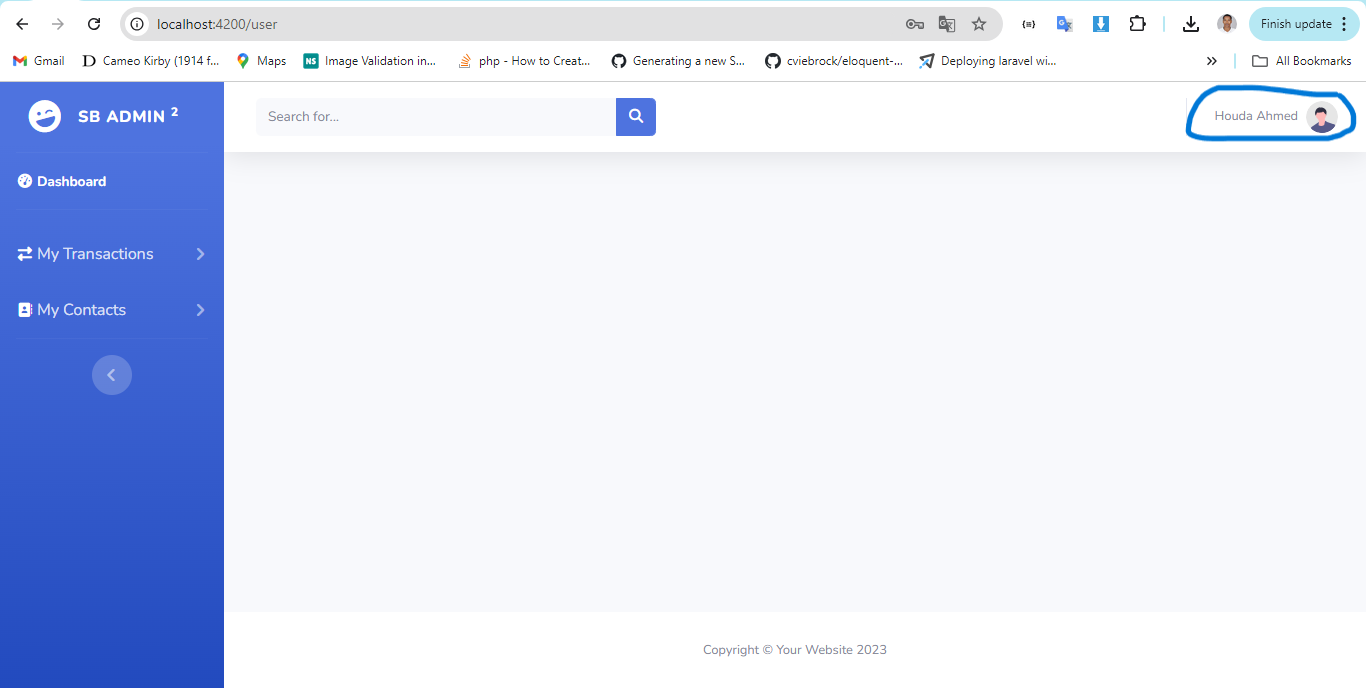 localhost:4200/user
Finish update
Gmail
Cameo Kirby (1914 f...
Maps
NS
Image Validation in...
php - How to Creat...
Generating a new S...
cviebrock/eloquent-...
Deploying laravel wi...
»
All Bookmarks
SB ADMIN 2
Search for...
Houda Ahmed
Dashboard
My Transactions
My Contacts
Copyright © Your Website 2023